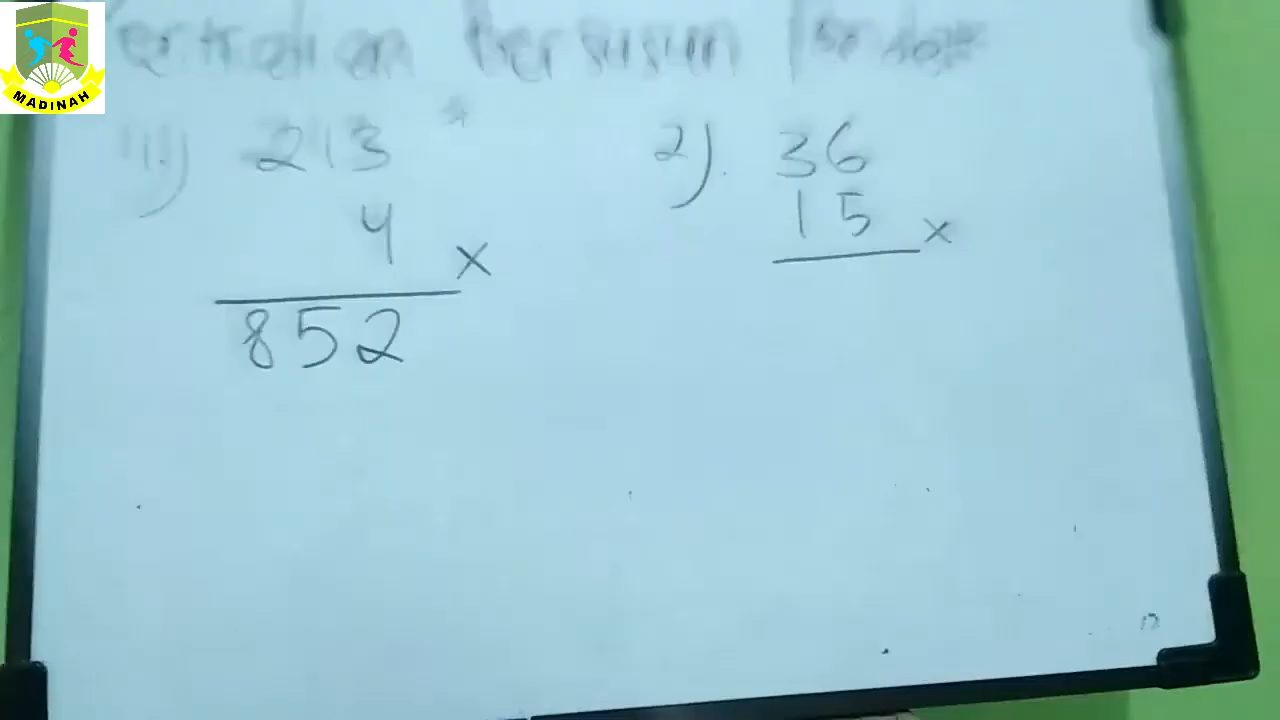 MADINAH
Perkalian Bersusun Pendek
1.) 213
4 x
852
2). 36
15 x